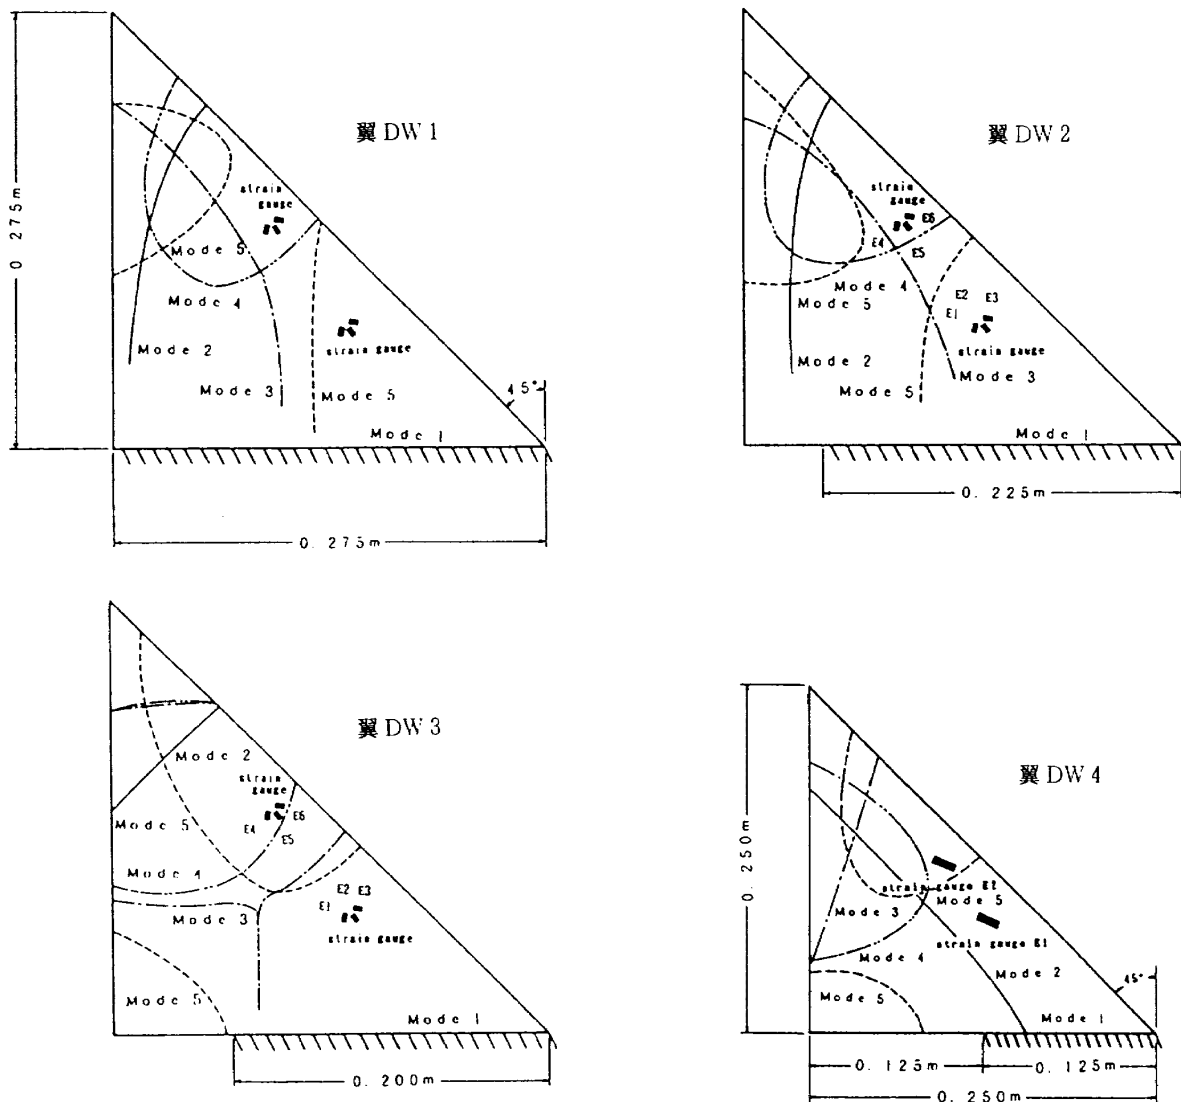 翼 DW 1
0. 275m
strain
gauge
Mode 5
Mode 4
Mode 2
Mode 3
Mode 5
strain gauge
45°
Mode 1
0. 275m
翼 DW 2
strain
gauge
E6
E4
E5
Mode 4
Mode 5
E2 E3
E1
strain gauge
Mode 2
Mode 3
Mode 5
Mode 1
0. 225m
翼 DW 3
Mode 2
strain
gauge
E6
E4
E5
Mode 5
Mode 4
Mode 3
E2 E3
E1
strain gauge
Mode 5
Mode 1
0. 200m
翼 DW 4
0. 250m
strain gauge E2
Mode 5
Mode 3
strain gauge E1
Mode 4
Mode 2
Mode 5
45°
Mode 1
0. 125m
0. 125m
0. 250m